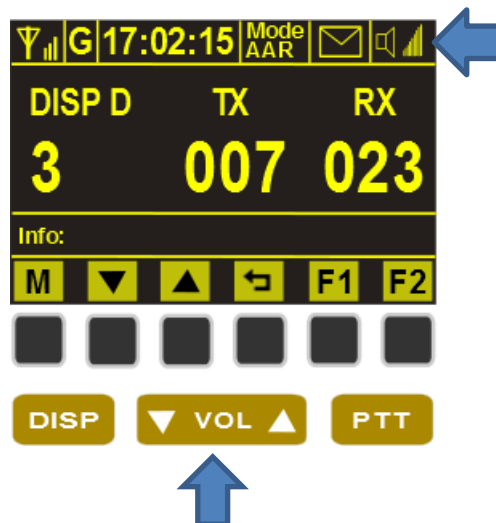 G 17:02:15 Mode AAR
DISP D TX RX
3 007 023
Info:
M F1 F2
DISP VOL PTT